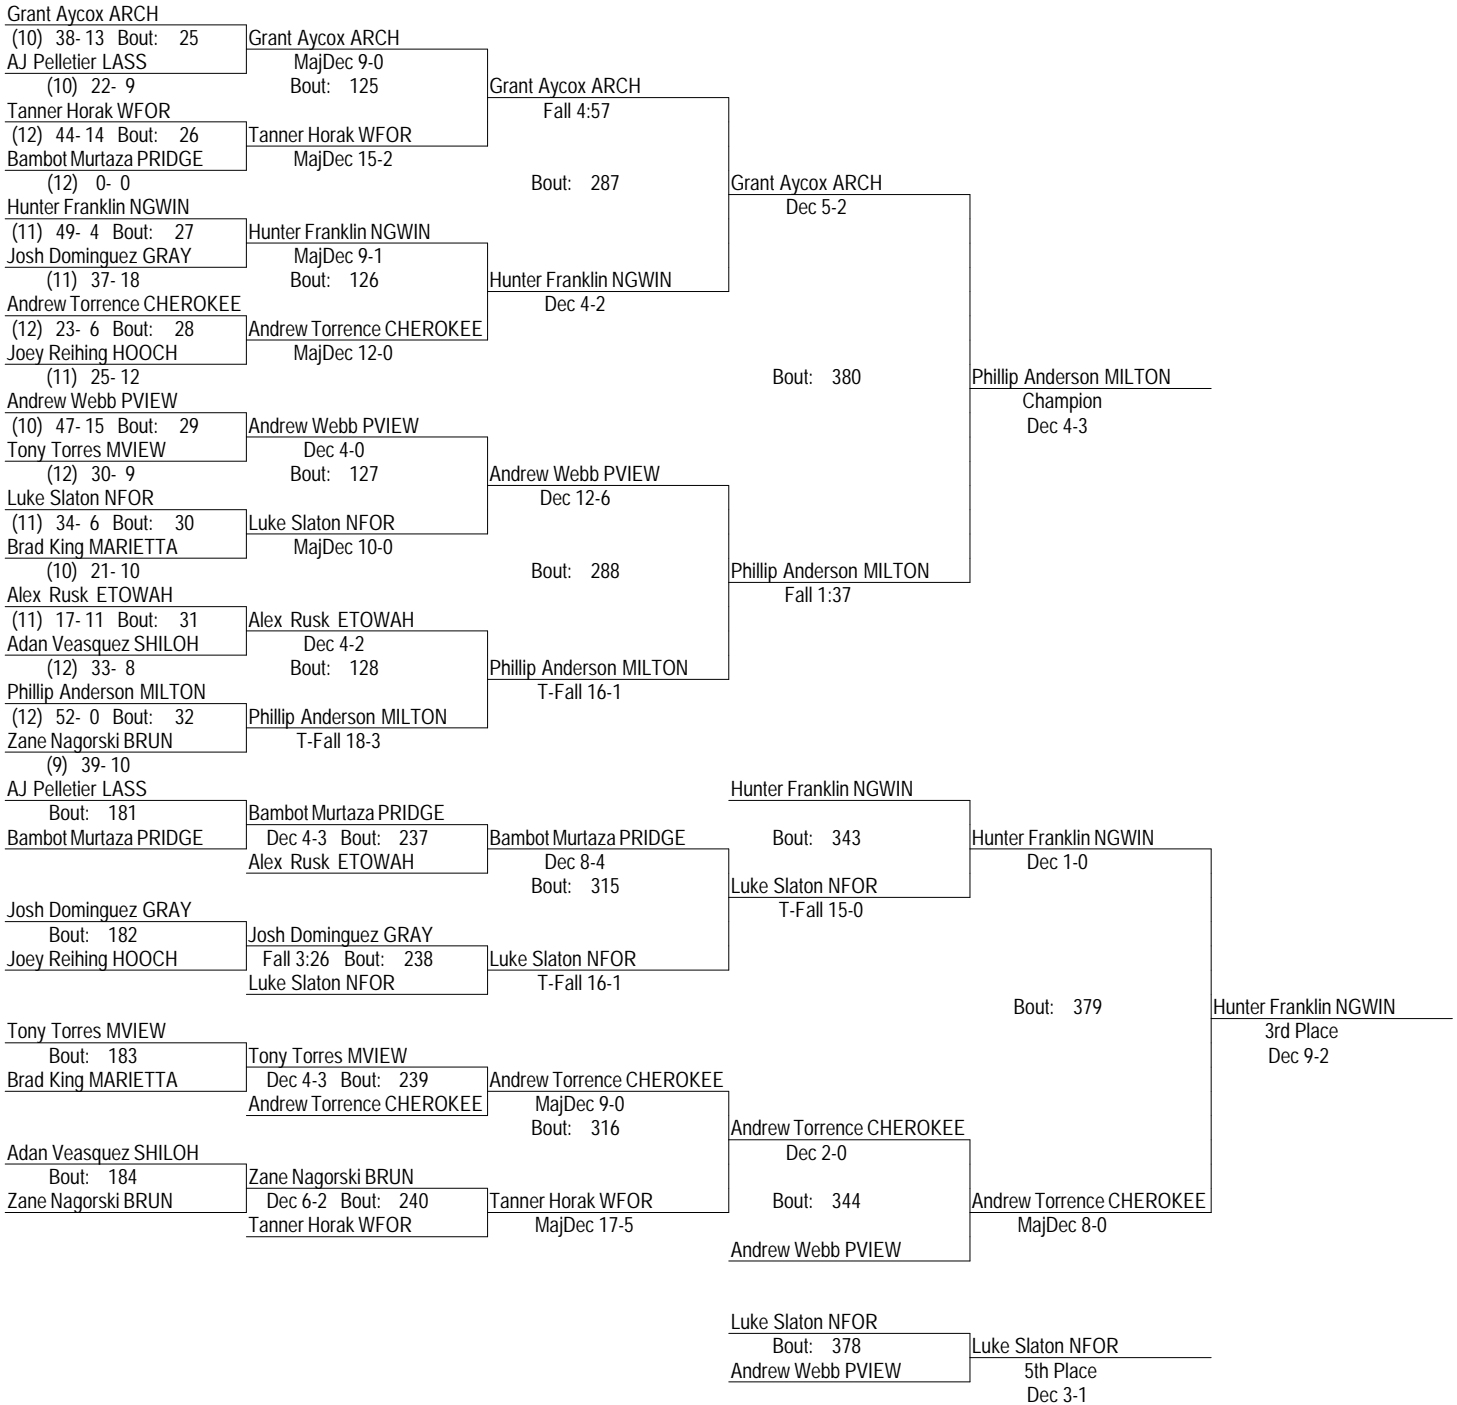 Grant Aycox ARCH
(10) 38- 13 Bout: 25 Grant Aycox ARCH
AJ Pelletier LASS MajDec 9-0
(10) 22- 9 Bout: 125 Grant Aycox ARCH
Tanner Horak WFOR Fall 4:57
(12) 44- 14 Bout: 26 Tanner Horak WFOR
Bambot Murtaza PRIDGE MajDec 15-2
(12) 0- 0 Bout: 287 Grant Aycox ARCH
Hunter Franklin NGWIN Dec 5-2
(11) 49- 4 Bout: 27 Hunter Franklin NGWIN
Josh Dominguez GRAY MajDec 9-1
(11) 37- 18 Bout: 126 Hunter Franklin NGWIN
Andrew Torrence CHEROKEE Dec 4-2
(12) 23- 6 Bout: 28 Andrew Torrence CHEROKEE
Joey Reihing HOOCH MajDec 12-0
(11) 25- 12 Bout: 380 Phillip Anderson MILTON
Andrew Webb PVIEW Champion
(10) 47- 15 Bout: 29 Andrew Webb PVIEW Dec 4-3
Tony Torres MVIEW Dec 4-0
(12) 30- 9 Bout: 127 Andrew Webb PVIEW
Luke Slaton NFOR Dec 12-6
(11) 34- 6 Bout: 30 Luke Slaton NFOR
Brad King MARIETTA MajDec 10-0
(10) 21- 10 Bout: 288 Phillip Anderson MILTON
Alex Rusk ETOWAH Fall 1:37
(11) 17- 11 Bout: 31 Alex Rusk ETOWAH
Adan Veasquez SHILOH Dec 4-2
(12) 33- 8 Bout: 128 Phillip Anderson MILTON
Phillip Anderson MILTON T-Fall 16-1
(12) 52- 0 Bout: 32 Phillip Anderson MILTON
Zane Nagorski BRUN T-Fall 18-3
(9) 39- 10
AJ Pelletier LASS Hunter Franklin NGWIN
Bout: 181 Bambot Murtaza PRIDGE
Bambot Murtaza PRIDGE Dec 4-3 Bout: 237 Bambot Murtaza PRIDGE Bout: 343 Hunter Franklin NGWIN
Alex Rusk ETOWAH Dec 8-4 Dec 1-0
Bout: 315 Luke Slaton NFOR
Josh Dominguez GRAY T-Fall 15-0
Bout: 182 Josh Dominguez GRAY
Joey Reihing HOOCH Fall 3:26 Bout: 238 Luke Slaton NFOR
Luke Slaton NFOR T-Fall 16-1
Bout: 379 Hunter Franklin NGWIN
Tony Torres MVIEW 3rd Place
Bout: 183 Tony Torres MVIEW Dec 9-2
Brad King MARIETTA Dec 4-3 Bout: 239 Andrew Torrence CHEROKEE
Andrew Torrence CHEROKEE MajDec 9-0
Bout: 316 Andrew Torrence CHEROKEE
Adan Veasquez SHILOH Dec 2-0
Bout: 184 Zane Nagorski BRUN
Zane Nagorski BRUN Dec 6-2 Bout: 240 Tanner Horak WFOR Bout: 344 Andrew Torrence CHEROKEE
Tanner Horak WFOR MajDec 17-5 MajDec 8-0
Andrew Webb PVIEW
Luke Slaton NFOR
Bout: 378 Luke Slaton NFOR
Andrew Webb PVIEW 5th Place
Dec 3-1